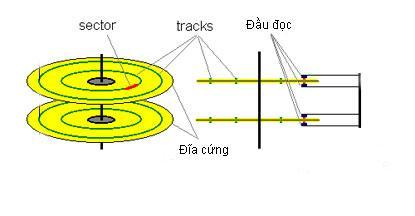 sector
tracks
Đầu đọc
Đĩa cứng